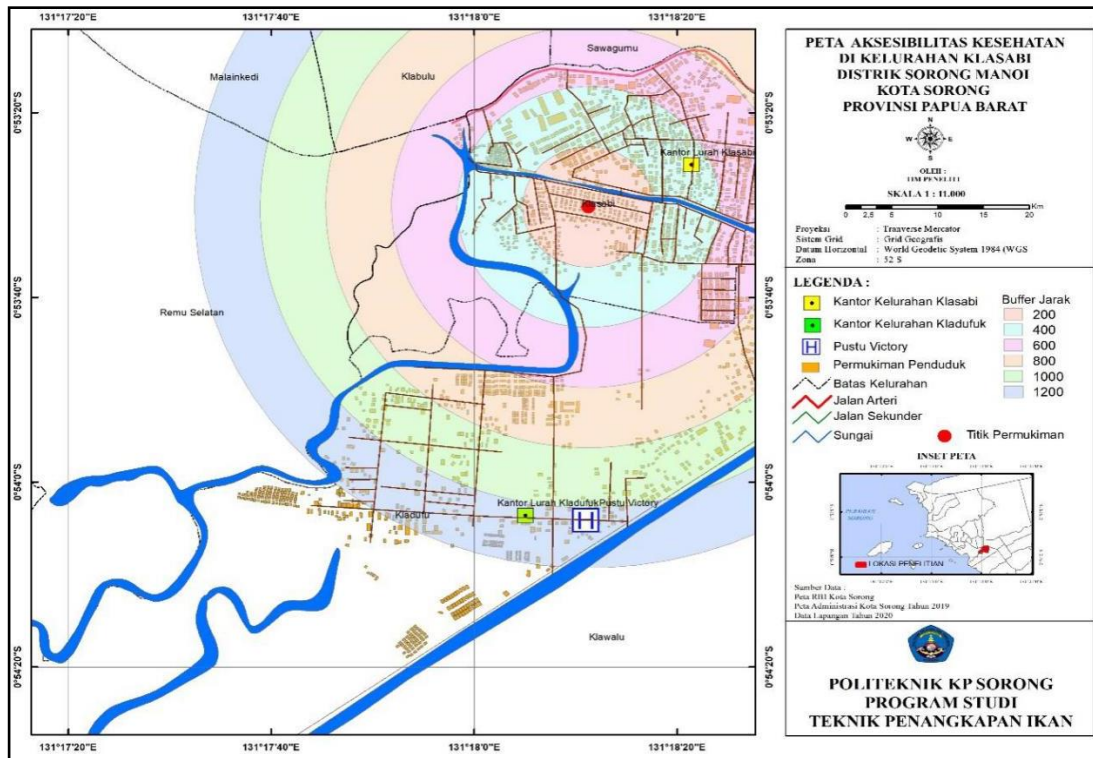 131°17'20"E 131°17'40"E 131°18'0"E 131°18'20"E
0°53'20"S
0°53'40"S
0°54'0"S
0°54'20"S
Malainkedi
Klabulu
Sawagumu
Kantor Lurah Klasabi
Klasabi
Remu Selatan
Kantor Lurah Kladufuk Pustu Victory
H
Kladufu
Klawalu
0°53'20"S
0°53'40"S
0°54'0"S
0°54'20"S
131°17'20"E 131°17'40"E 131°18'0"E 131°18'20"E
PETA AKSESIBILITAS KESEHATAN
DI KELURAHAN KLASABI
DISTRIK SORONG MANOI
KOTA SORONG
PROVINSI PAPUA BARAT
N
W E
S
OLEH :
TIM PENELITI
SKALA 1 : 11.000
0 2,5 5 10 15 20 Km
Proyeksi : Tranverse Mercator
Sistem Grid : Grid Geografis
Datum Horizontal : World Geodetic System 1984 (WGS
Zona : 52 S
LEGENDA :
Kantor Kelurahan Klasabi
Kantor Kelurahan Kladufuk
H Pustu Victory
Permukiman Penduduk
Batas Kelurahan
Jalan Arteri
Jalan Sekunder
Sungai
Titik Permukiman
Buffer Jarak
200
400
600
800
1000
1200
INSET PETA
LOKASI PENELITIAN
Sumber Data :
Peta RBI Kota Sorong
Peta Administrasi Kota Sorong Tahun 2019
Data Lapangan Tahun 2020
POLITEKNIK KP SORONG
PROGRAM STUDI
TEKNIK PENANGKAPAN IKAN